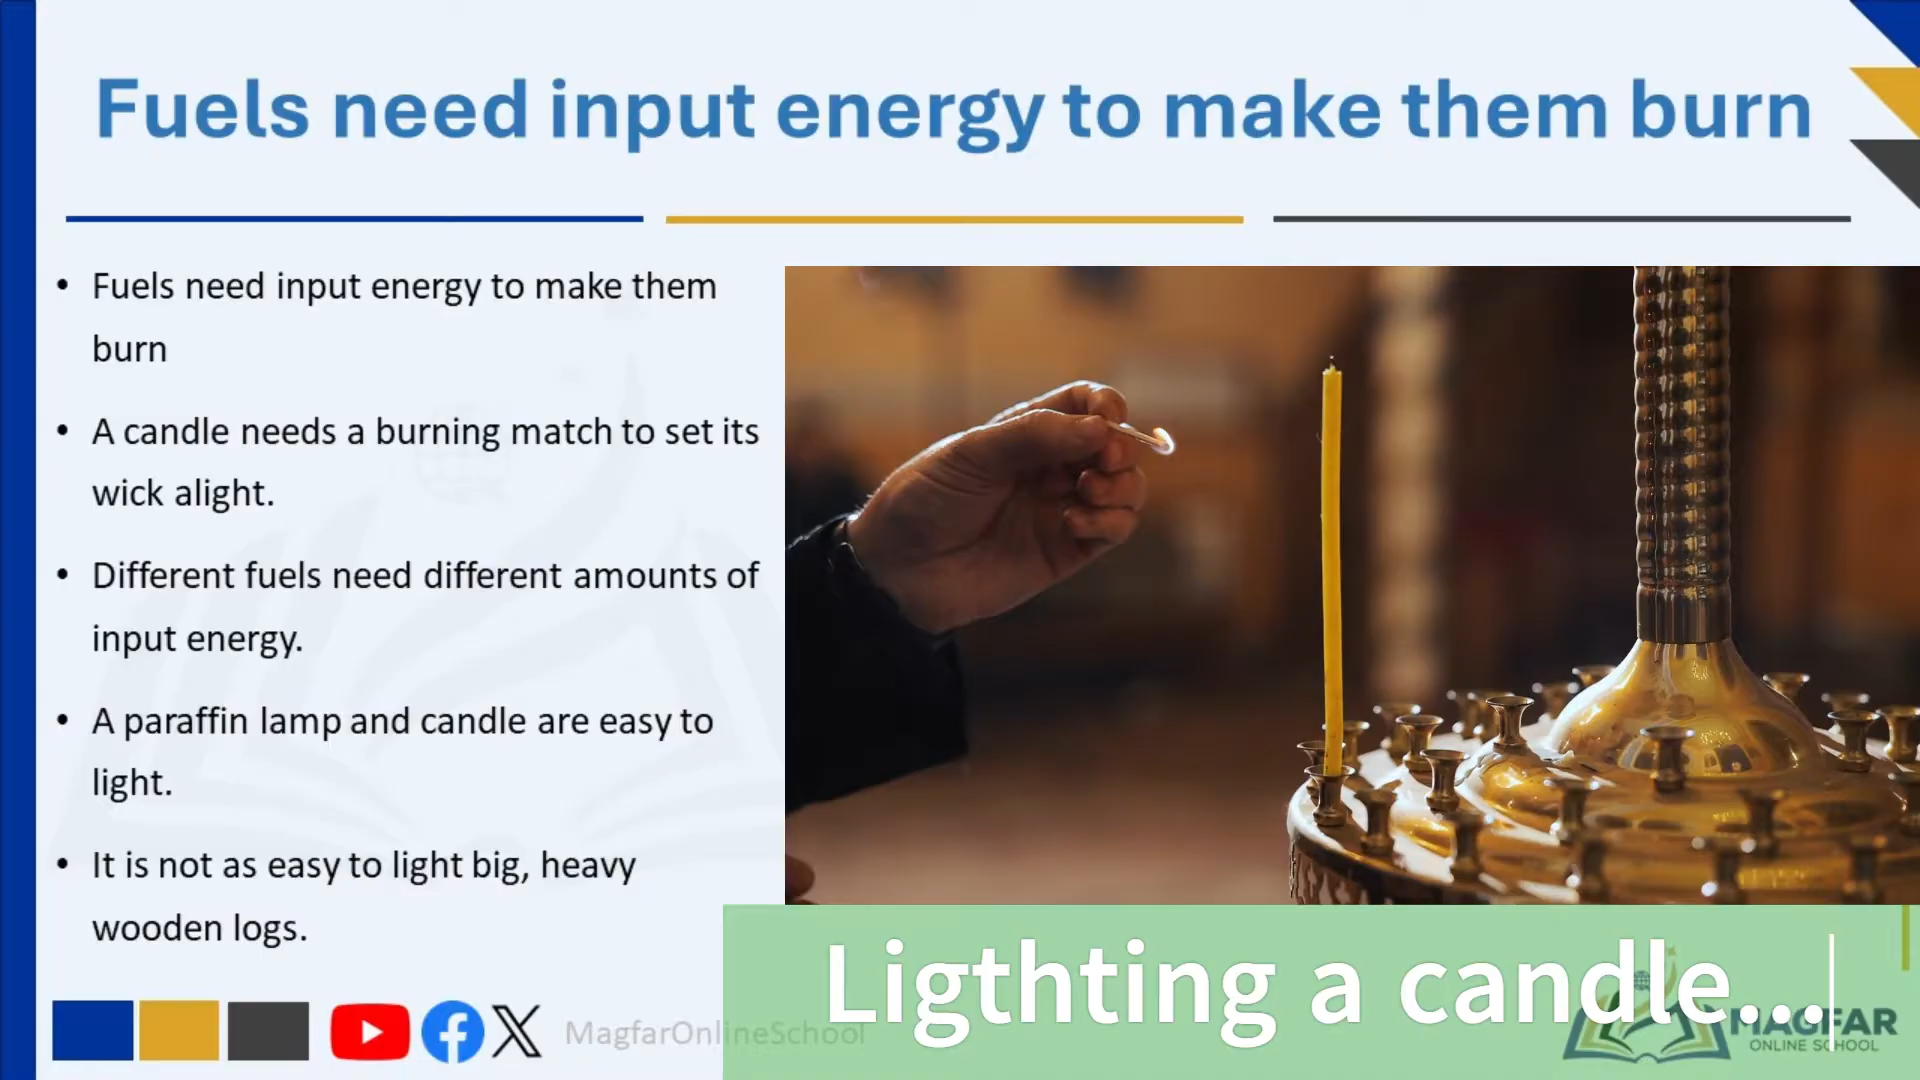 Fuels need input energy to make them burn
• Fuels need input energy to make them
burn
• A candle needs a burning match to set its
wick alight.
• Different fuels need different amounts of
input energy.
• A paraffin lamp and candle are easy to
light.
• It is not as easy to light big, heavy
wooden logs.
Ligthting a candle...
MagfarOnlineSchool
MAGFAR
ONLINE SCHOOL